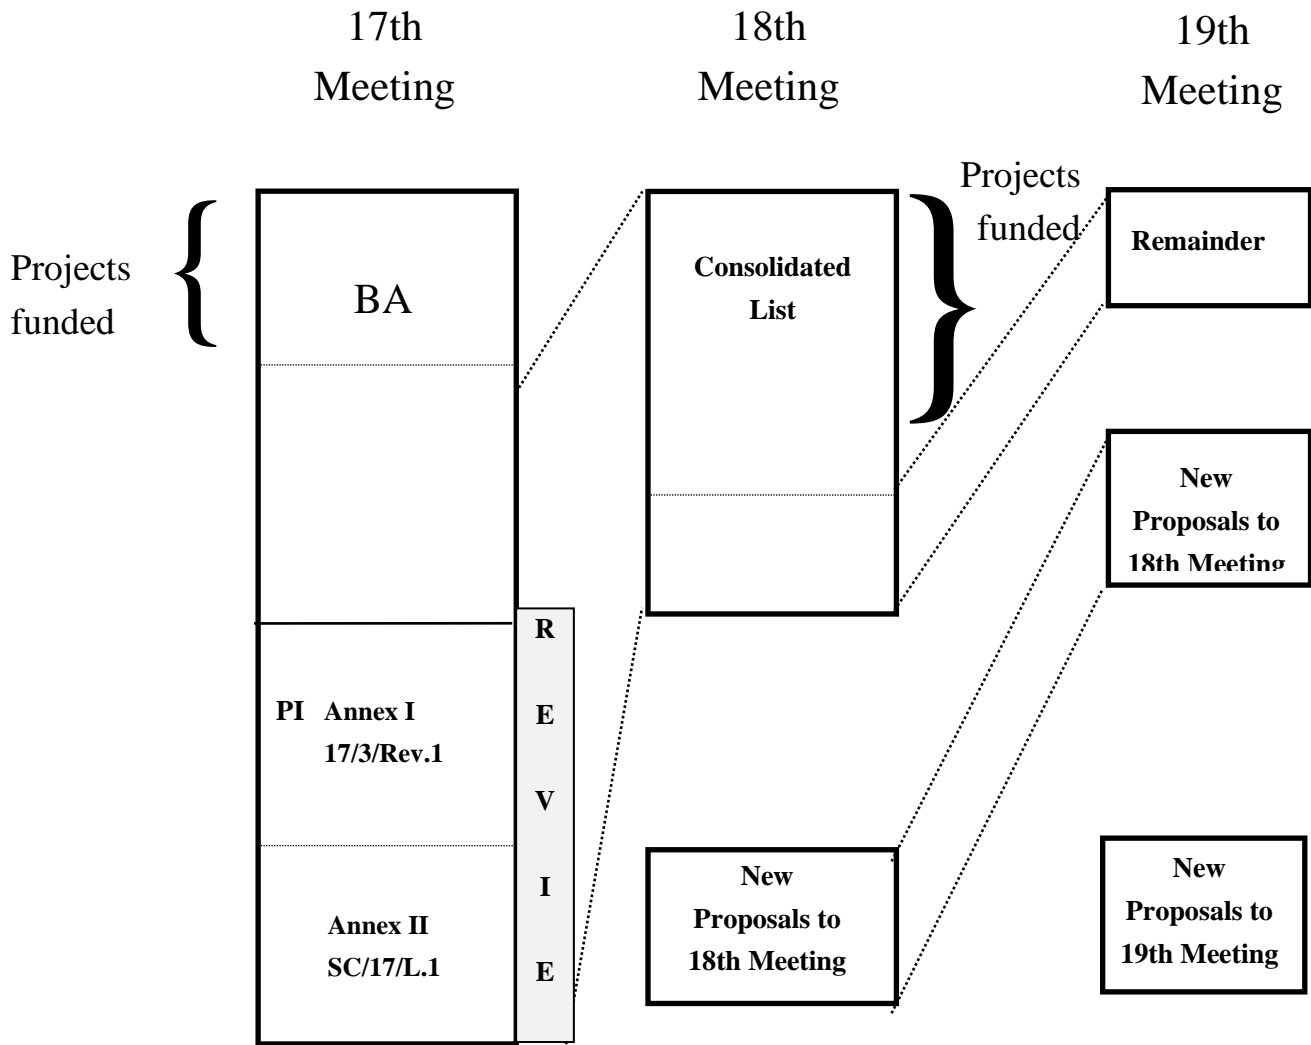 17th
Meeting
18th
Meeting
19th
Meeting
Projects
funded
BA
PI Annex I
17/3/Rev.1
Annex II
SC/17/L.1
R
E
V
I
E
Consolidated
List
Projects
funded
New
Proposals to
18th Meeting
Remainder
New
Proposals to
18th Meeting
New
Proposals to
19th Meeting